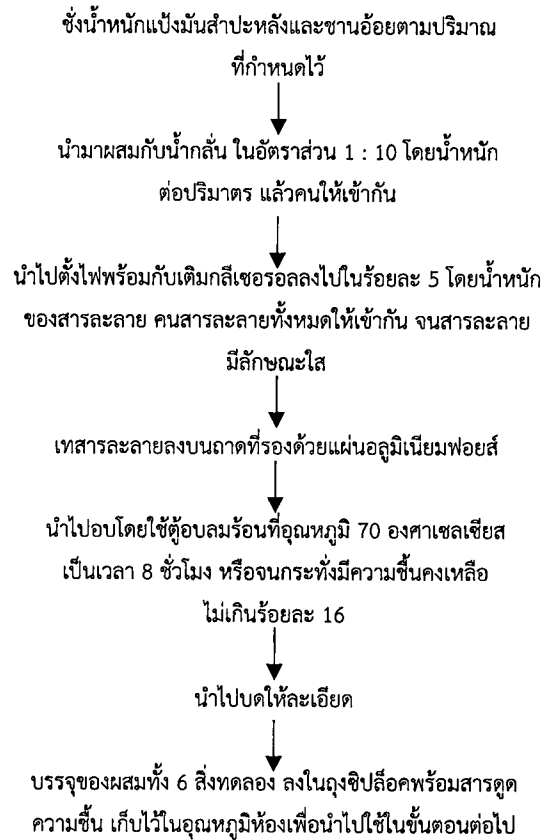 ชั่งน้ำหนักแป้งมันสำปะหลังและชานอ้อยตามปริมาณ
ที่กำหนดไว้
นำมาผสมกับน้ำกลั่น ในอัตราส่วน 1 : 10 โดยน้ำหนัก
ต่อปริมาตร แล้วคนให้เข้ากัน
นำไปตั้งไฟพร้อมกับเติมกลีเซอรอลลงไปในร้อยละ 5 โดยน้ำหนัก
ของสารละลาย คนสารละลายทั้งหมดให้เข้ากัน จนสารละลาย
มีลักษณะใส
เทสารละลายลงบนถาดที่รองด้วยแผ่นอลูมิเนียมฟอยส์
นำไปอบโดยใช้ตู้อบลมร้อนที่อุณหภูมิ 70 องศาเซลเซียส
เป็นเวลา 8 ชั่วโมง หรือจนกระทั่งมีความชื้นคงเหลือ
ไม่เกินร้อยละ 16
นำไปบดให้ละเอียด
บรรจุของผสมทั้ง 6 สิ่งทดลอง ลงในถุงซิปล็อคพร้อมสารดูด
ความชื้น เก็บไว้ในอุณหภูมิห้องเพื่อนำไปใช้ในขั้นตอนต่อไป